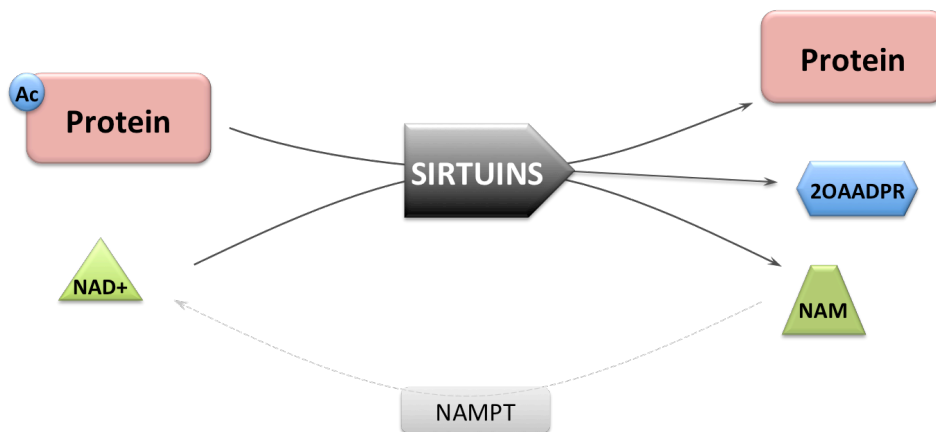 Ac
Protein
NAD+
SIRTUINS
Protein
2OAADPR
NAM
NAMPT